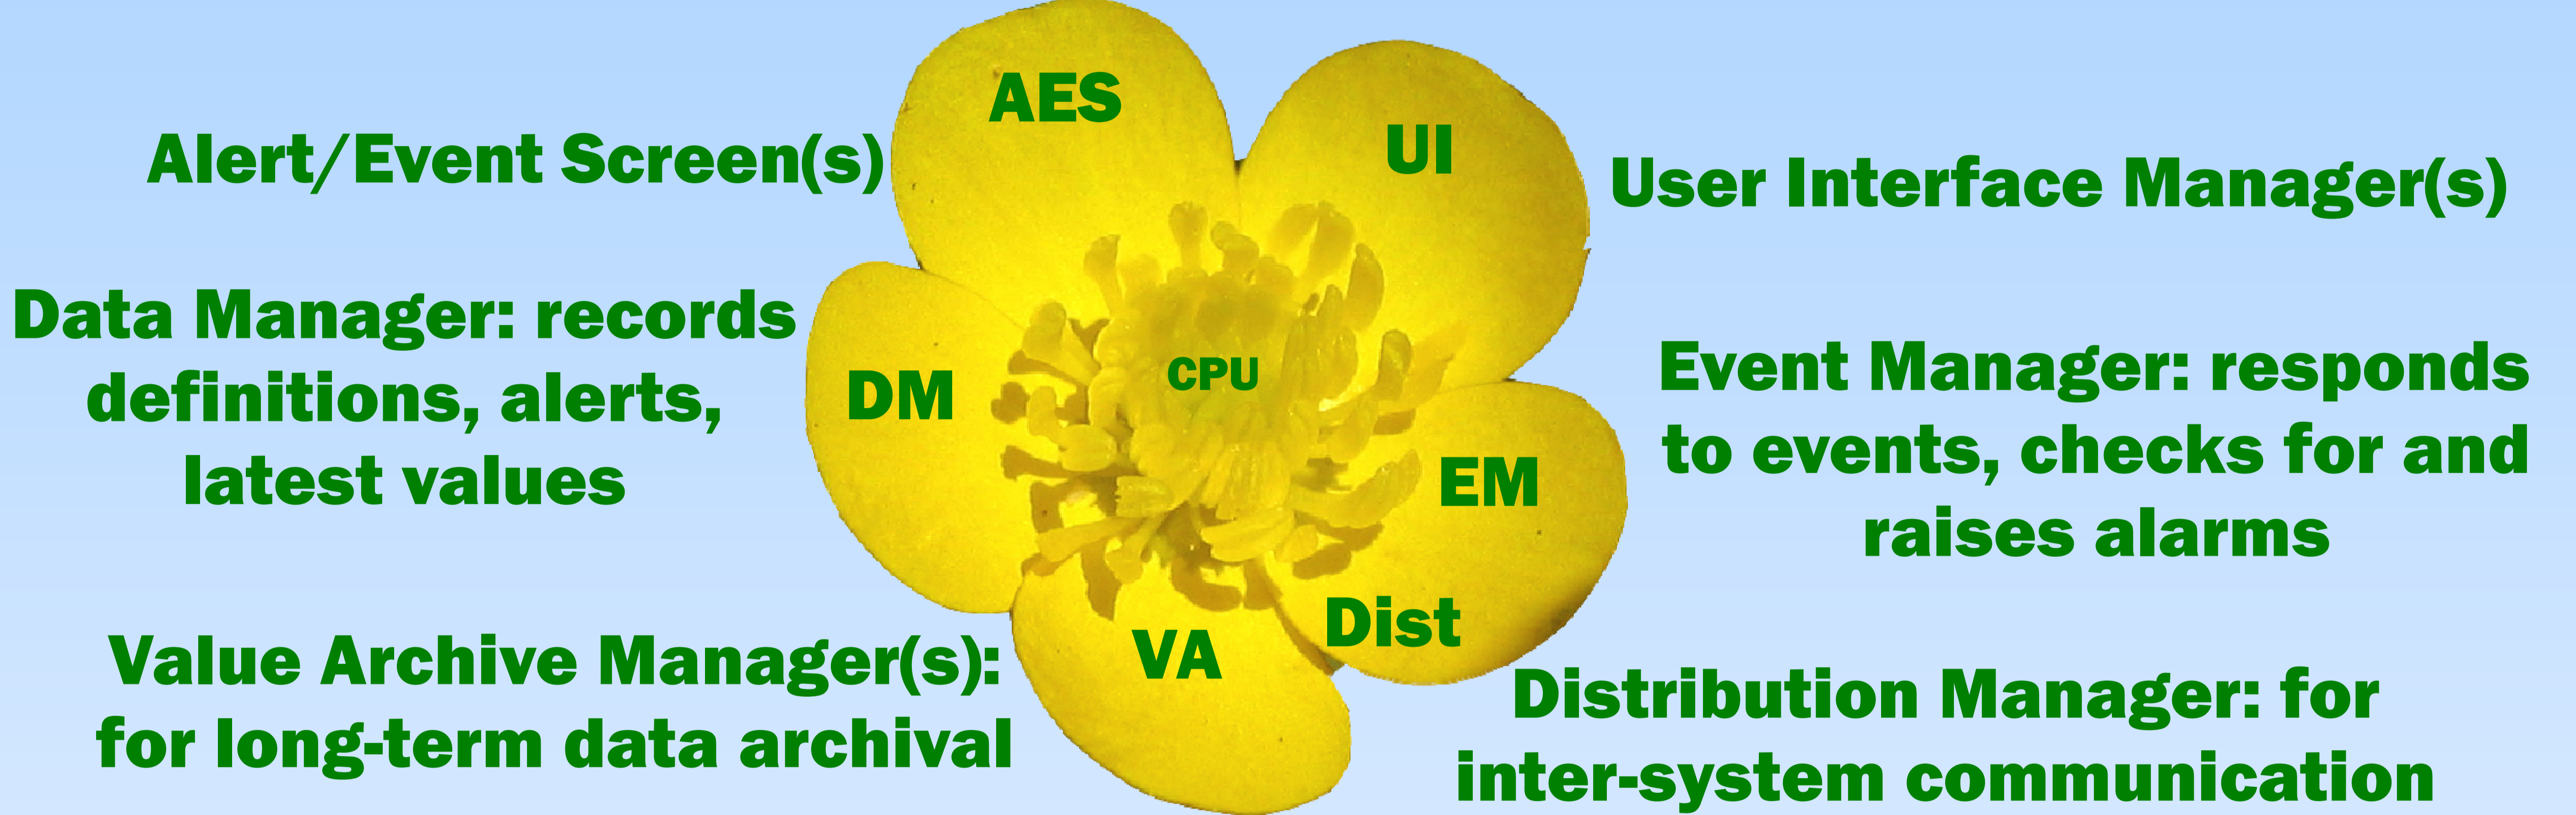 AES
UI
Alert/Event Screen(s)
User Interface Manager(s)
Data Manager: records
definitions, alerts,
latest values
DM
CPU
Event Manager: responds
to events, checks for and
raises alarms
EM
Dist
VA
Value Archive Manager(s):
for long-term data archival
Distribution Manager: for
inter-system communication